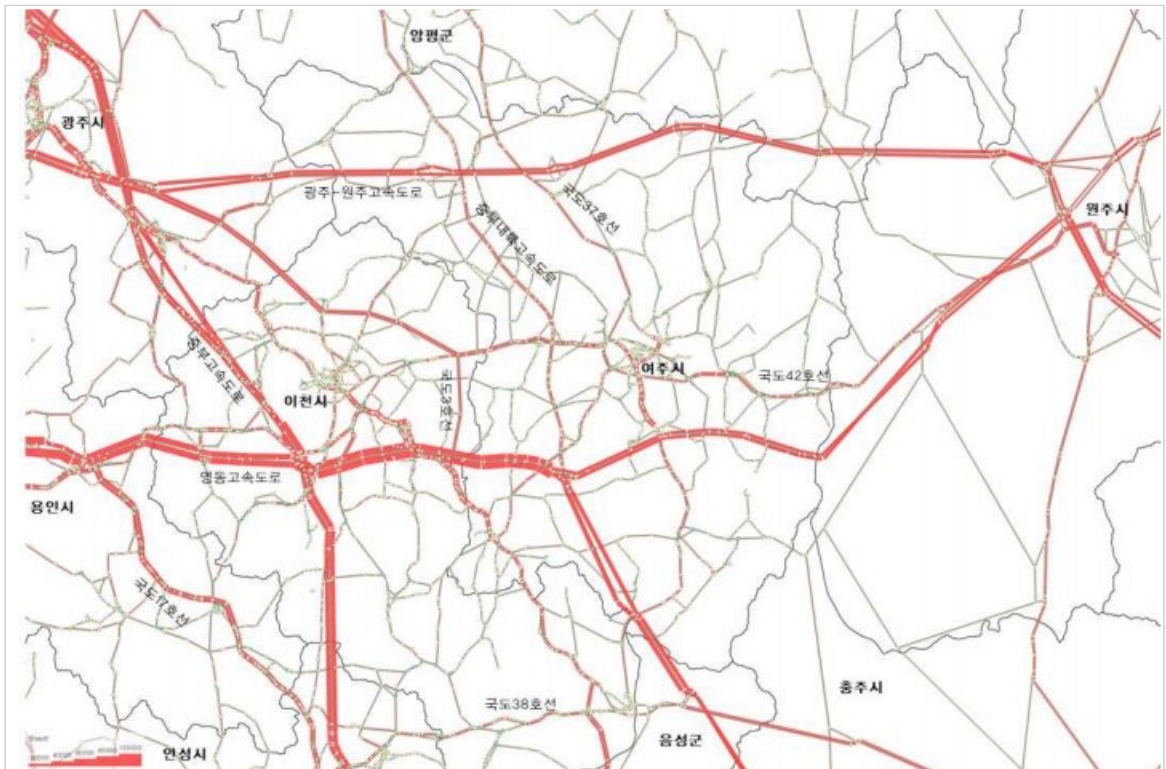 양평군
광주시
광주-원주고속도로
국도37호선
중부내륙고속도로
원주시
중부고속도로
이천시
국도3호선
여주시
국도42호선
영동고속도로
용인시
국도17호선
국도38호선
충주시
음성군
안성시